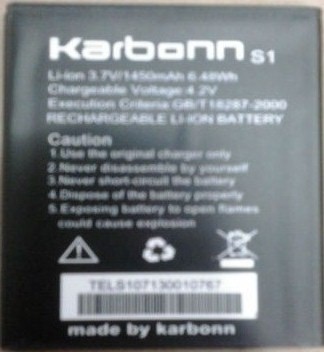 Karbonn S1
Li-ion 3.7V/1450mAh 6.48Wh
Chargeable Voltage:4.2V
Execution Criteria GB/T18287-2000
RECHARGEABLE LI-ION BATTERY
Caution
1.Use the original charger only
2.Never disassemble by yourself
3.Never short-circuit the battery
4.Dispose of the battery properly
5.Exposing battery to open flames
could cause explosion
TELS107130010767
made by karbonn